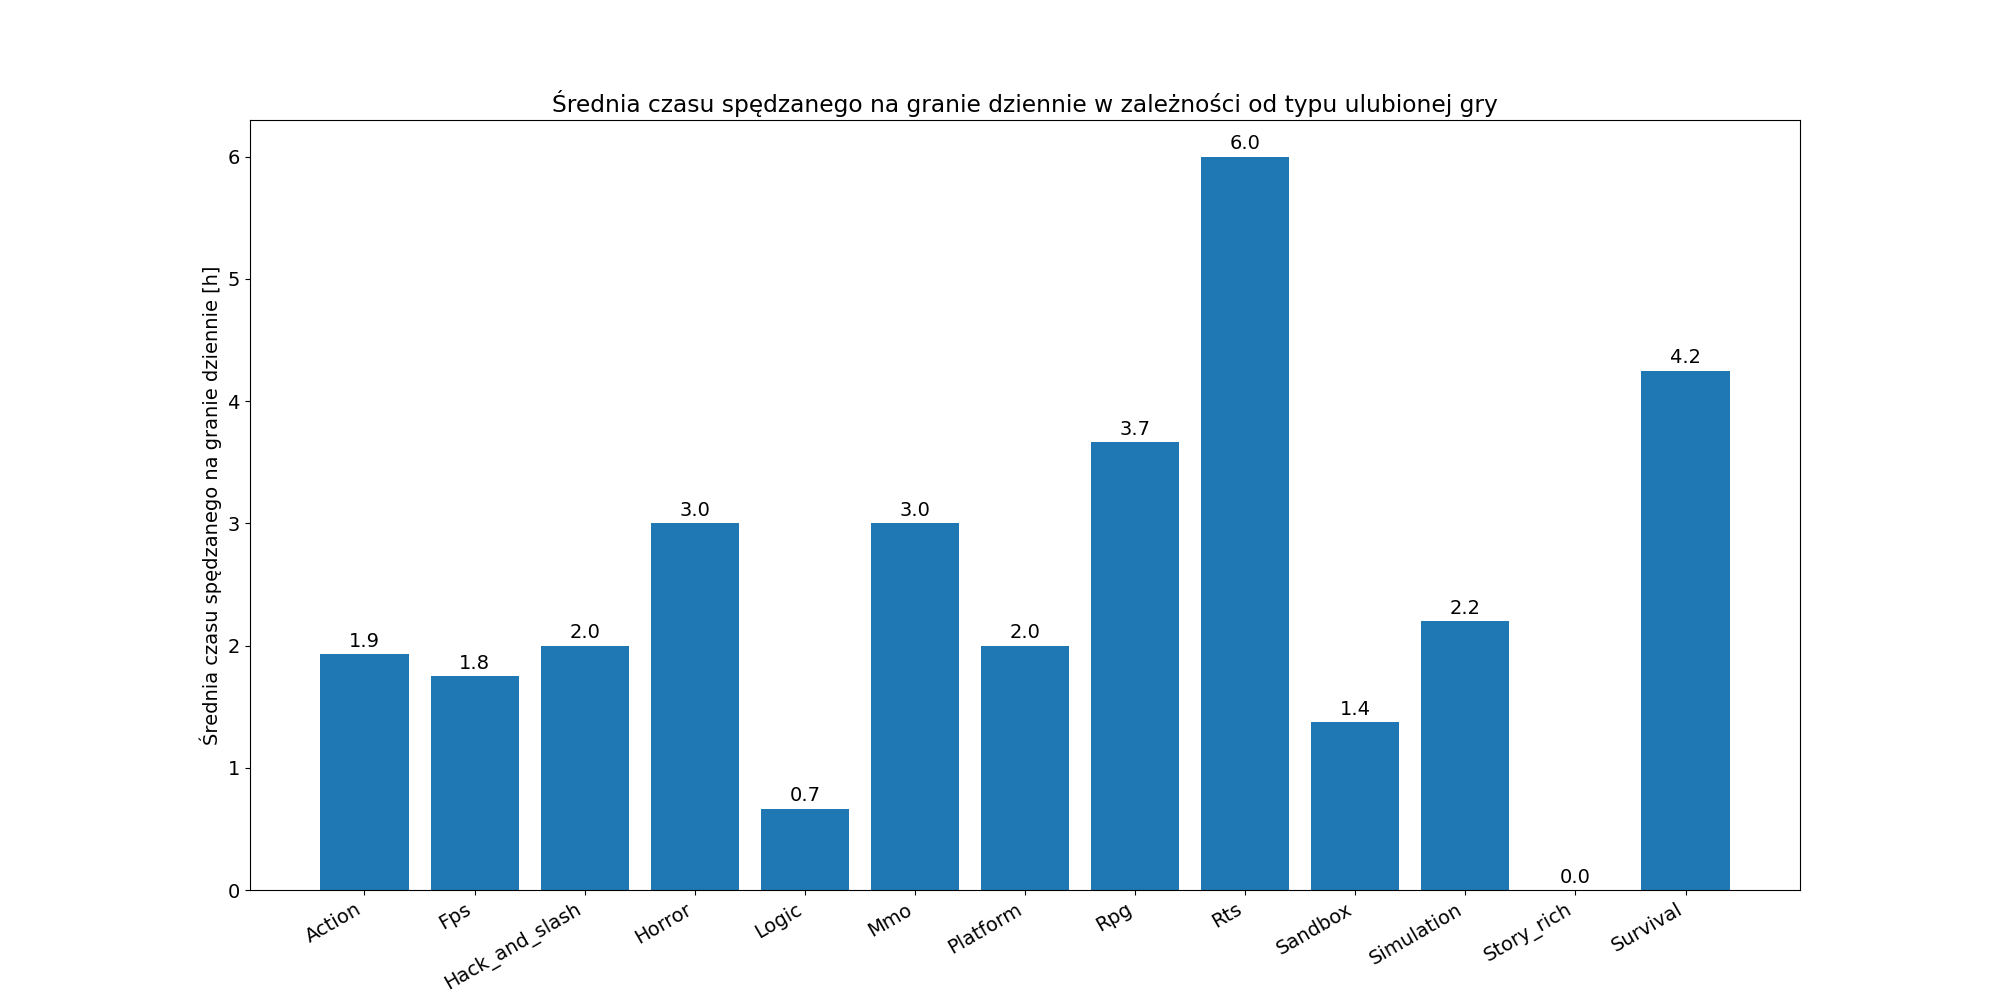 Średnia czasu spędzanego na granie dziennie w zależności od typu ulubionej gry
Średnia czasu spędzanego na granie dziennie [h]
6
5
4
3
2
1
0
1.9
1.8
2.0
3.0
0.7
3.0
2.0
3.7
6.0
1.4
2.2
0.0
4.2
Action
Fps
Hack_and_slash
Horror
Logic
Mmo
Platform
Rpg
Rts
Sandbox
Simulation
Story_rich
Survival